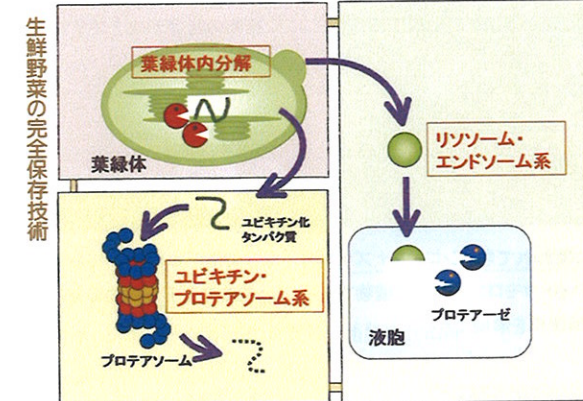 生鮮野菜の完全保存技術
葉緑体内分解
葉緑体
リソソーム・
エンドソーム系
ユビキチン化
タンパク質
ユビキチン・
プロテアソーム系
プロテアソーム
プロテアーゼ
液胞